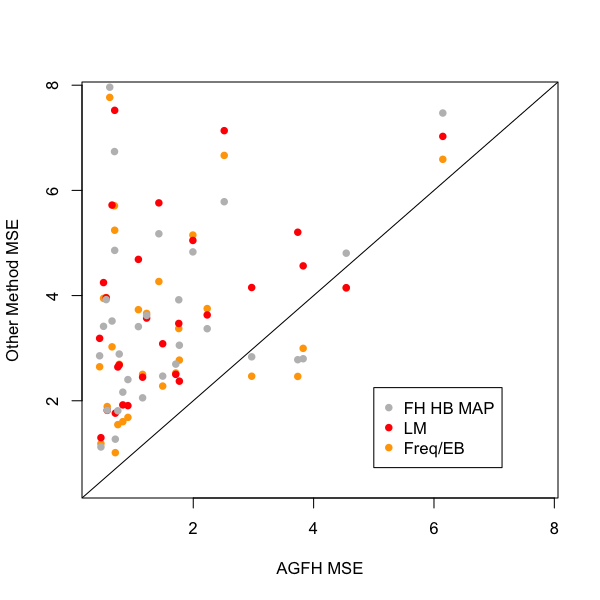 8
6
4
2
Other Method MSE
FH HB MAP
LM
Freq/EB
2 4 6 8
AGFH MSE